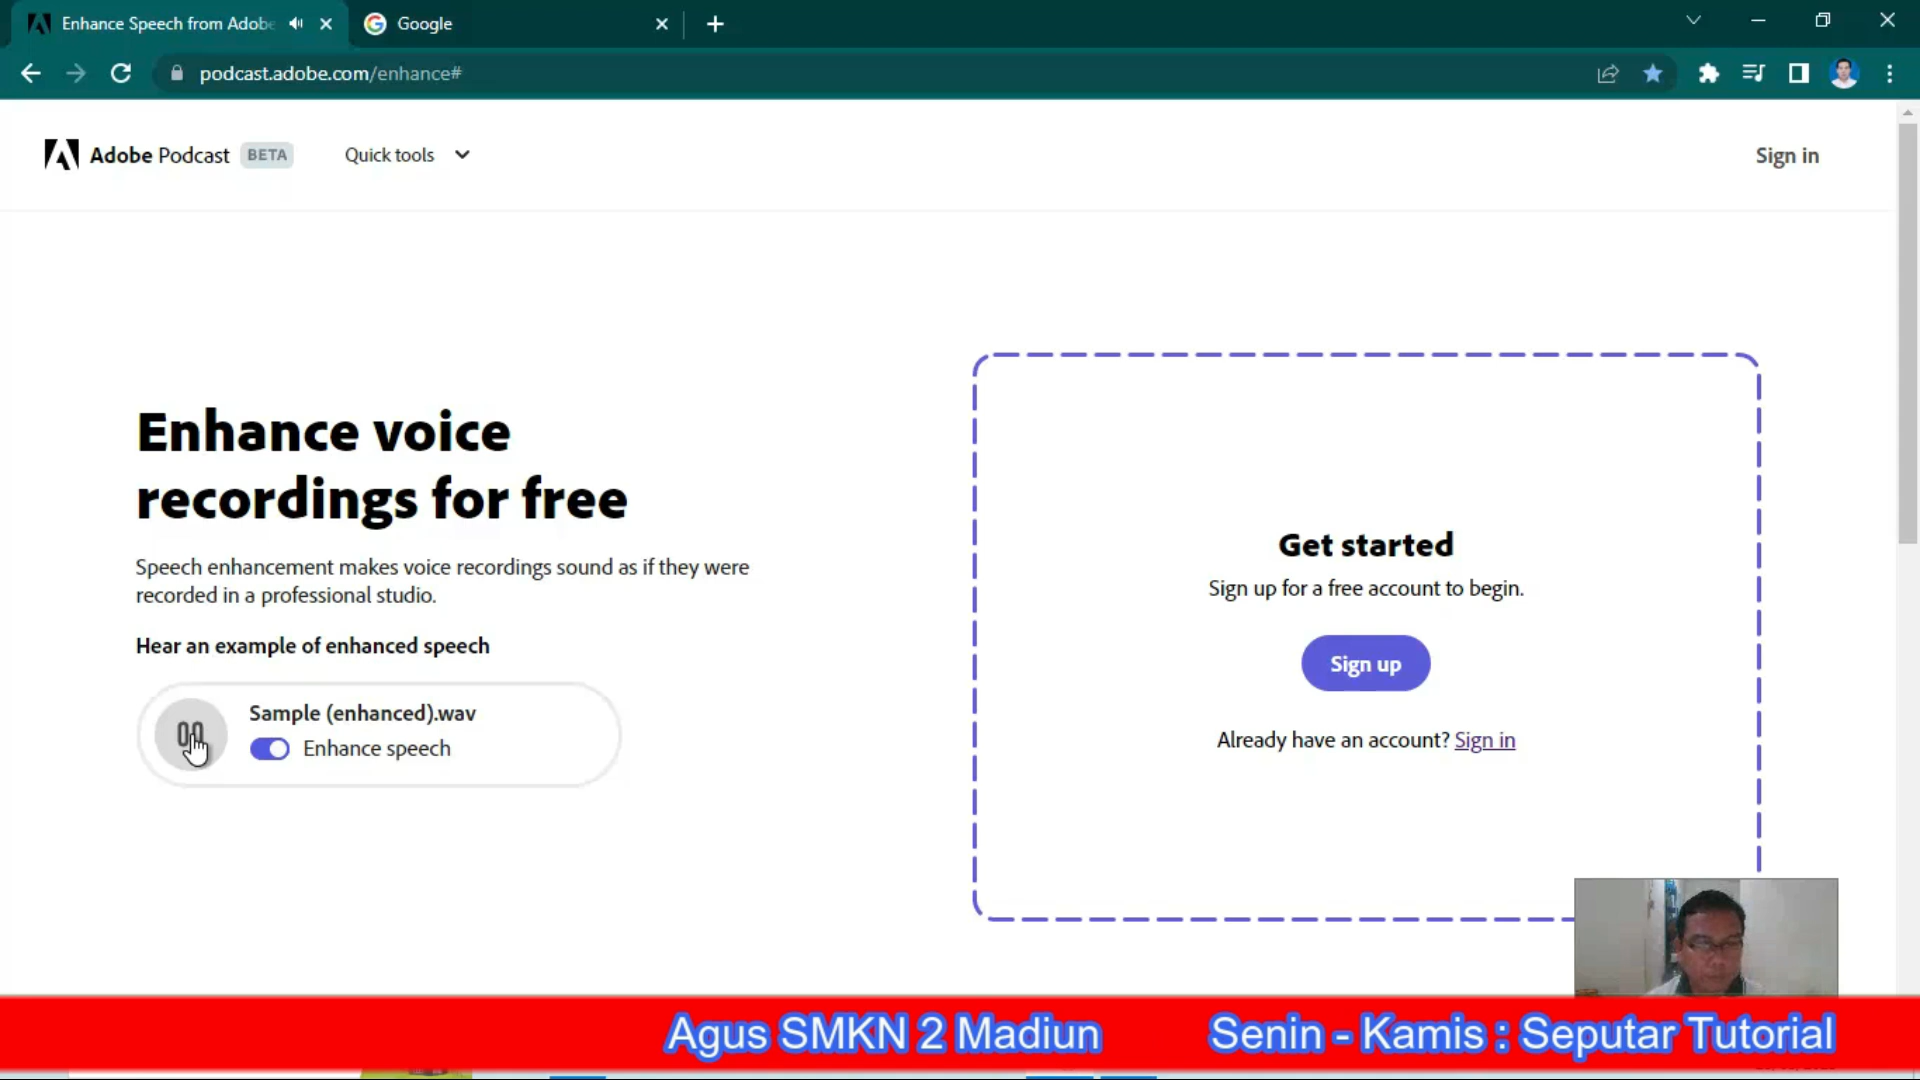 Enhance Speech from Adobe
Google
podcast.adobe.com/enhance#
Adobe Podcast BETA
Quick tools
Sign in
Enhance voice
recordings for free
Speech enhancement makes voice recordings sound as if they were
recorded in a professional studio.
Hear an example of enhanced speech
Sample (enhanced).wav
Enhance speech
Get started
Sign up for a free account to begin.
Sign up
Already have an account? Sign in
Agus SMKN 2 Madiun
Senin - Kamis : Seputar Tutorial